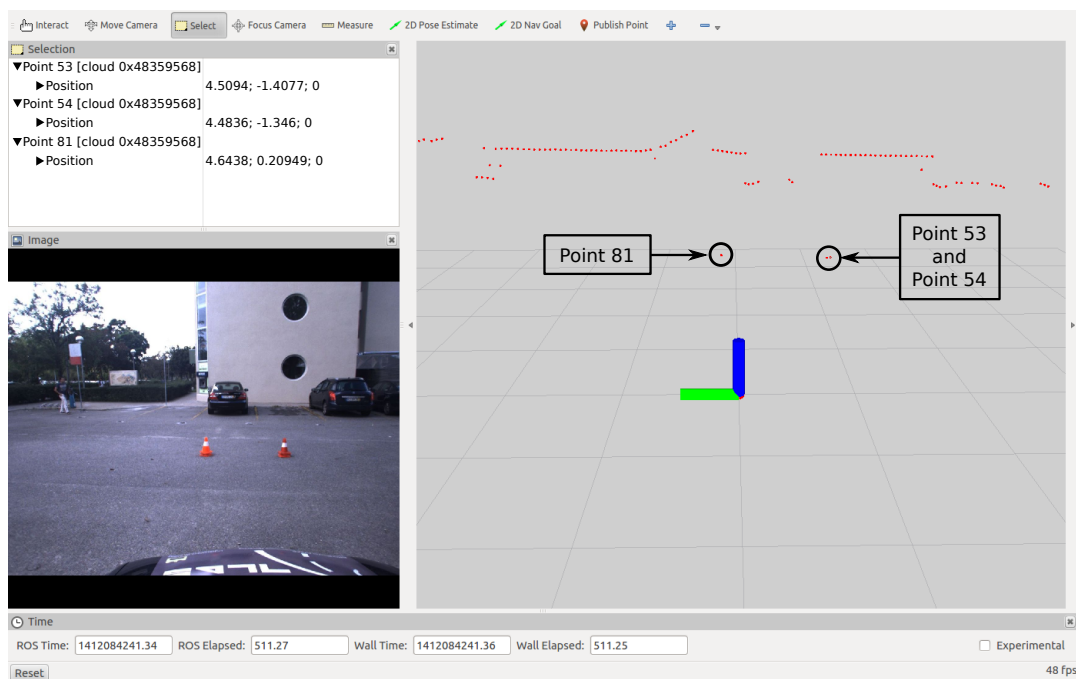 Interact Move Camera Select Focus Camera Measure 2D Pose Estimate 2D Nav Goal Publish Point
Selection
Point 53 [cloud 0x48359568]
Position 4.5094; -1.4077; 0
Point 54 [cloud 0x48359568]
Position 4.4836; -1.346; 0
Point 81 [cloud 0x48359568]
Position 4.6438; 0.20949; 0
Image
Point 81
Point 53
and
Point 54
Time
ROS Time: 1412084241.34 ROS Elapsed: 511.27 Wall Time: 1412084241.36 Wall Elapsed: 511.25 Experimental
Reset 48 fps